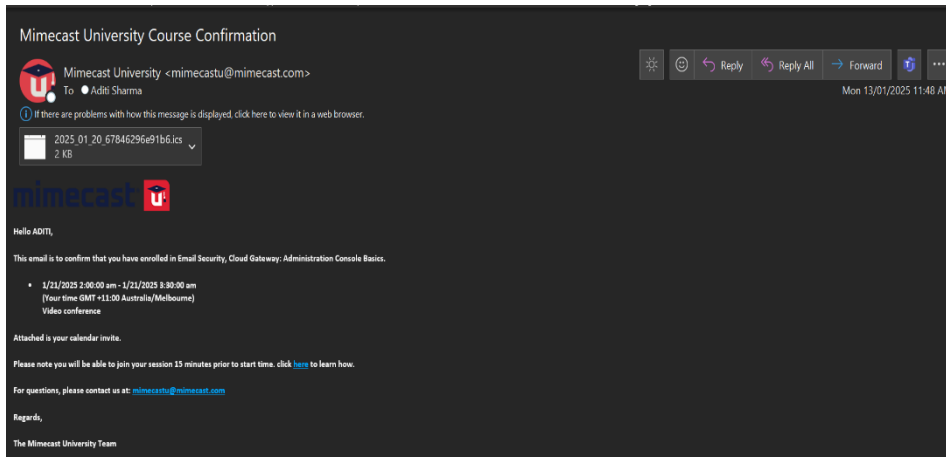 Mimecast University Course Confirmation
Mimecast University <mimecastu@mimecast.com>
To Aditi Sharma
Reply
Reply All
Forward
Mon 13/01/2025 11:48 AM
If there are problems with how this message is displayed, click here to view it in a web browser.
2025_01_20_67846296e91b6.ics
2 KB
mimecast u
Hello ADITI,
This email is to confirm that you have enrolled in Email Security, Cloud Gateway: Administration Console Basics.
• 1/21/2025 2:00:00 am - 1/21/2025 3:30:00 am
(Your time GMT +11:00 Australia/Melbourne)
Video conference
Attached is your calendar invite.
Please note you will be able to join your session 15 minutes prior to start time. click here to learn how.
For questions, please contact us at: mimecastu@mimecast.com
Regards,
The Mimecast University Team